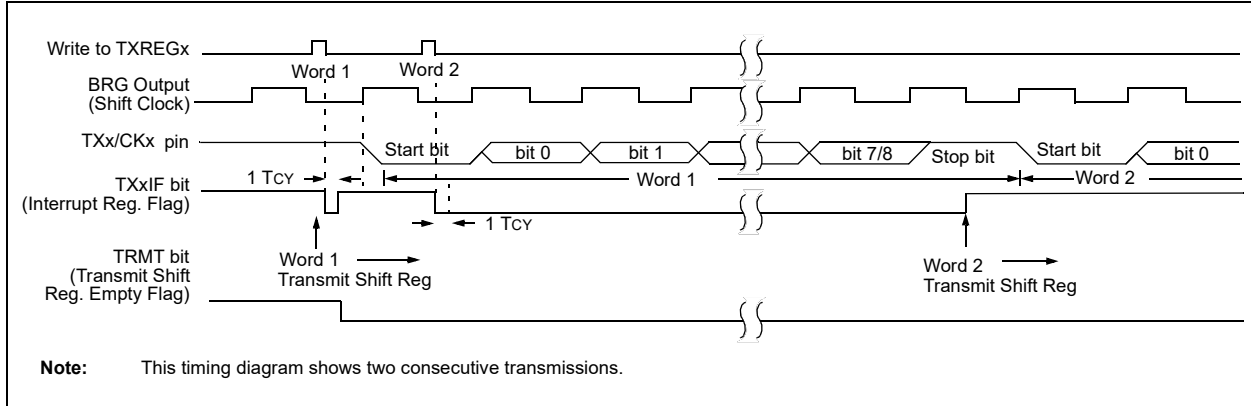 Write to TXREGx
Word 1 Word 2
BRG Output
(Shift Clock)
TXx/CKx pin
Start bit bit 0 bit 1 bit 7/8 Stop bit Start bit bit 0
1 TCY Word 1 Word 2
TXxIF bit
(Interrupt Reg. Flag)
1 TCY
TRMT bit
(Transmit Shift
Reg. Empty Flag)
Word 1
Transmit Shift Reg
Word 2
Transmit Shift Reg
Note: This timing diagram shows two consecutive transmissions.